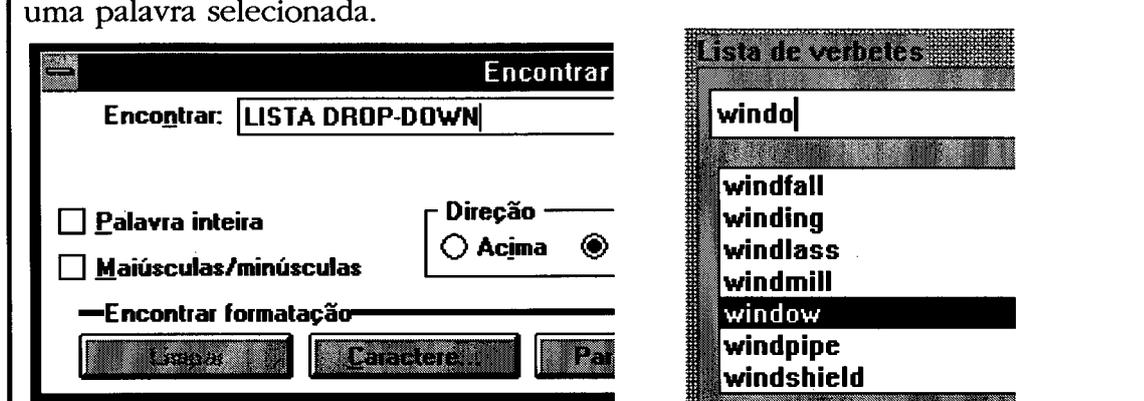 uma palavra selecionada.
Encontrar
Encontrar: LISTA DROP-DOWN
Palavra inteira
Maiúsculas/minúsculas
Direção
Acima
Encontrar formatação
Limpar Caractere... Par
Lista de verbetes
windo
windfall
winding
windlass
windmill
window
windpipe
windshield